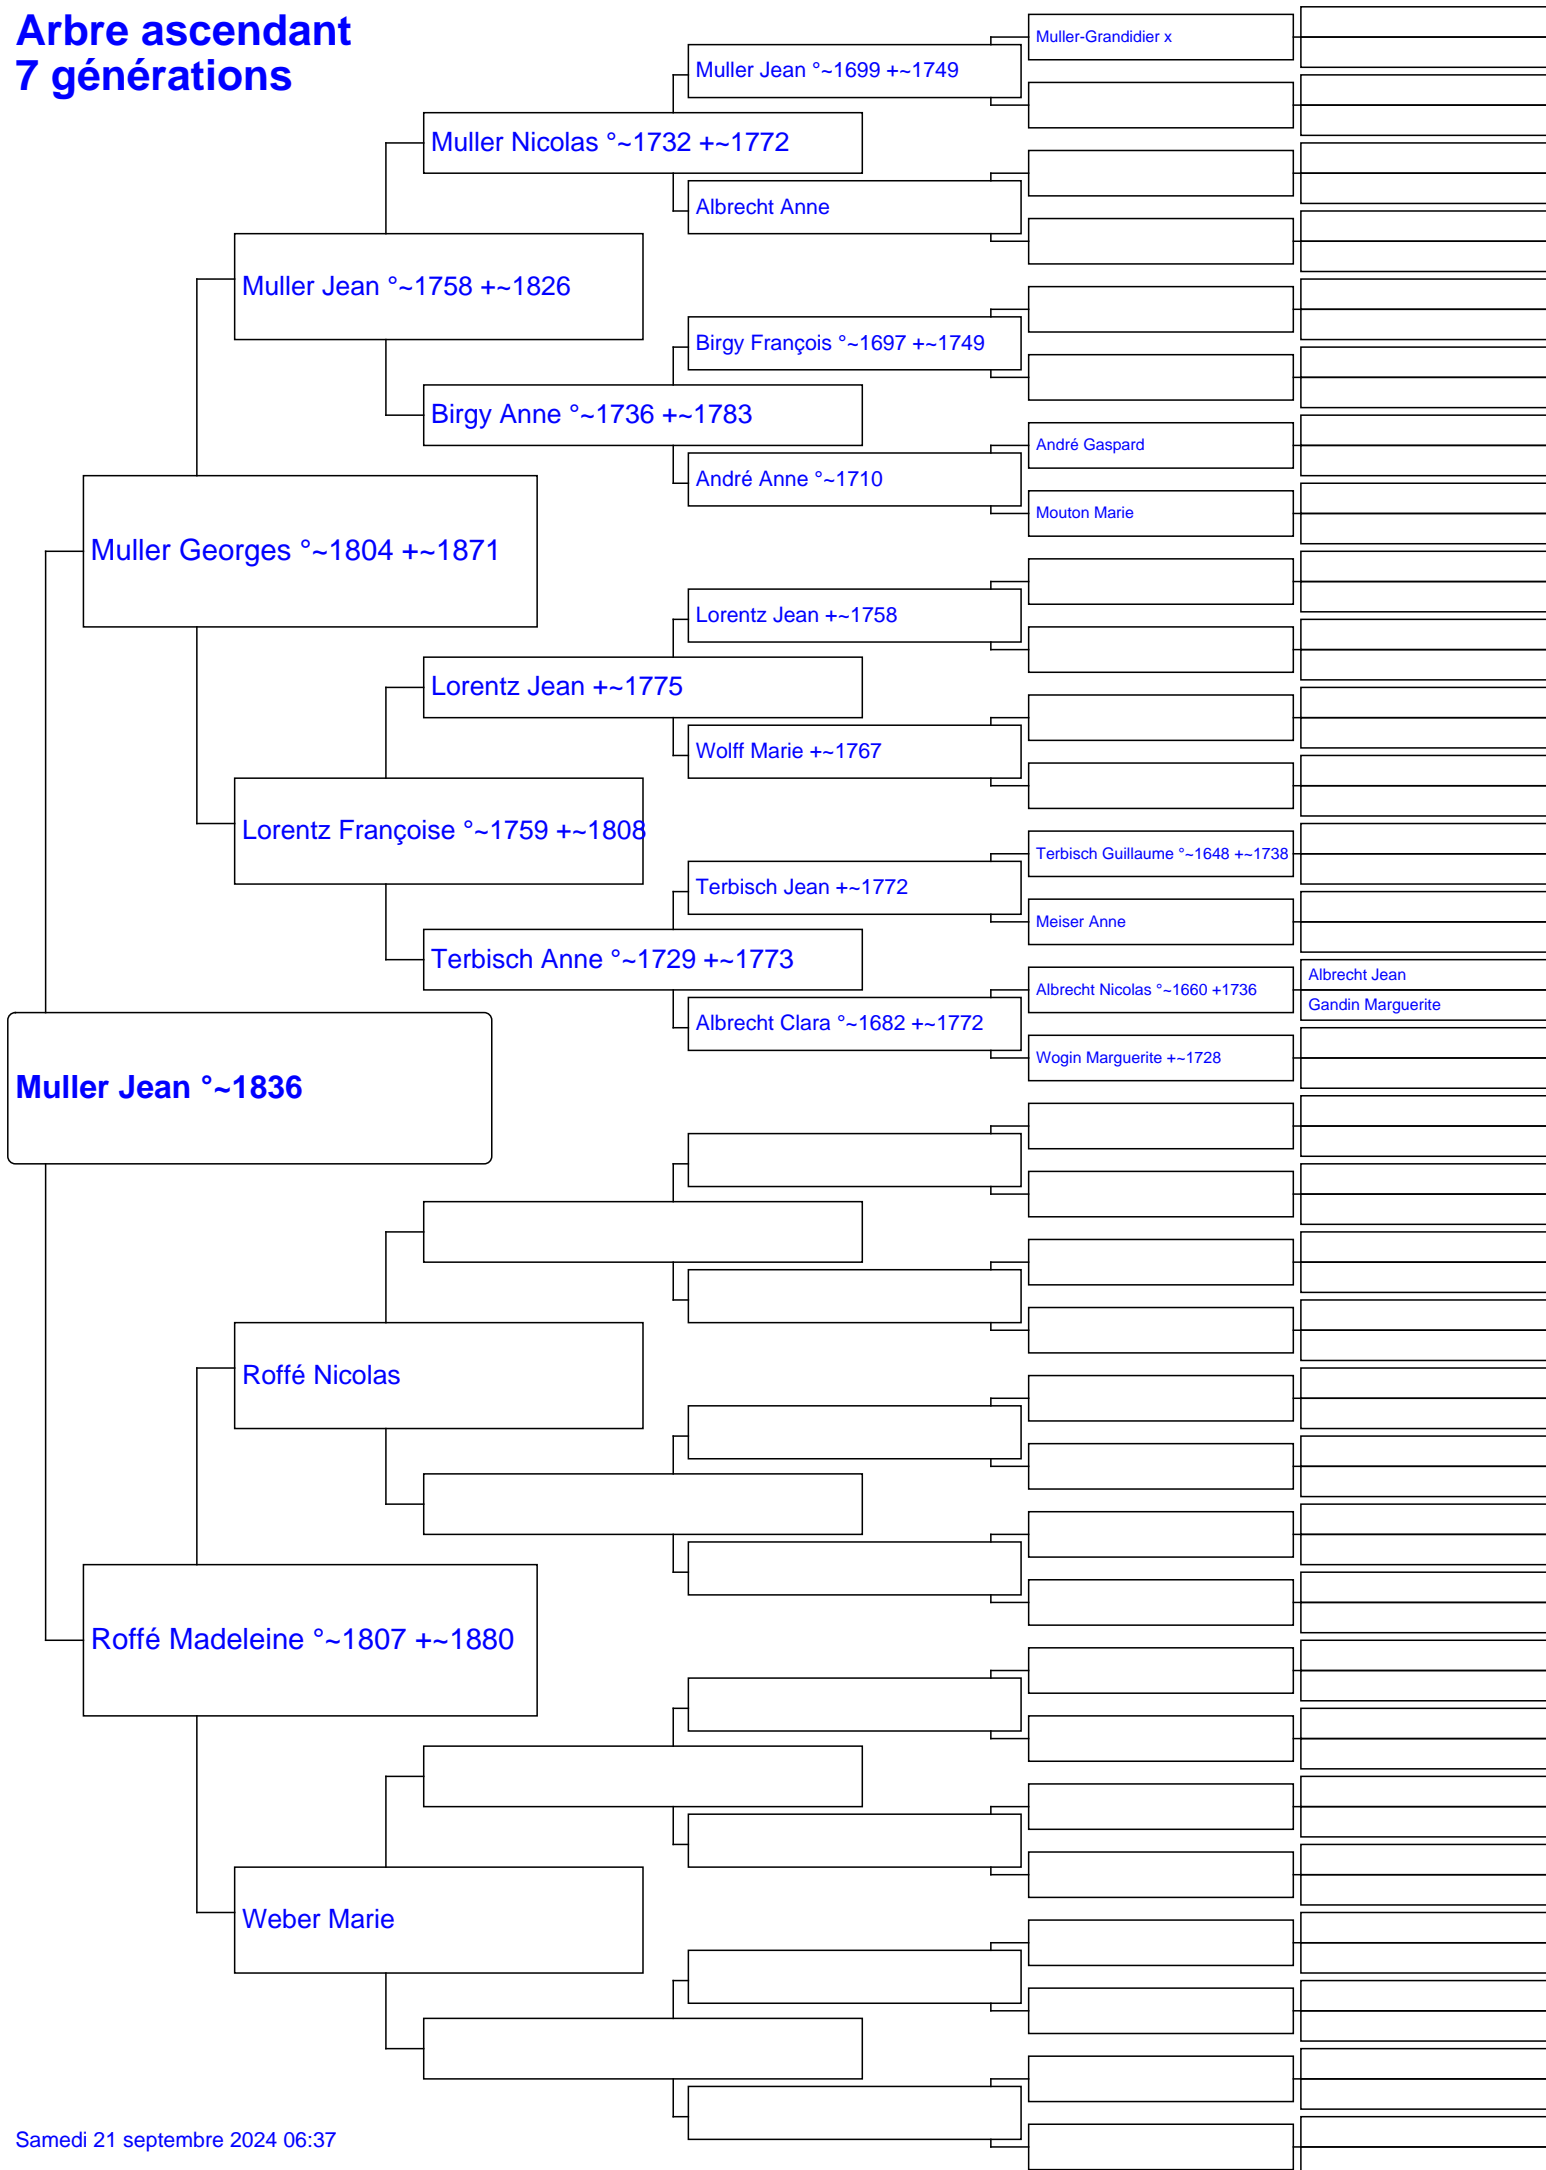 Arbre ascendant
7 générations
Muller-Grandidier x
Muller Jean °~1699 +~1749
Muller Nicolas °~1732 +~1772
Albrecht Anne
Muller Jean °~1758 +~1826
Birgy François °~1697 +~1749
Birgy Anne °~1736 +~1783
André Gaspard
André Anne °~1710
Mouton Marie
Muller Georges °~1804 +~1871
Lorentz Jean +~1758
Lorentz Jean +~1775
Wolff Marie +~1767
Lorentz Françoise °~1759 +~1808
Terbisch Guillaume °~1648 +~1738
Terbisch Jean +~1772
Meiser Anne
Terbisch Anne °~1729 +~1773
Albrecht Jean
Albrecht Nicolas °~1660 +1736
Gandin Marguerite
Albrecht Clara °~1682 +~1772
Wogin Marguerite +~1728
Muller Jean °~1836
Roffé Nicolas
Roffé Madeleine °~1807 +~1880
Weber Marie
Samedi 21 septembre 2024 06:37